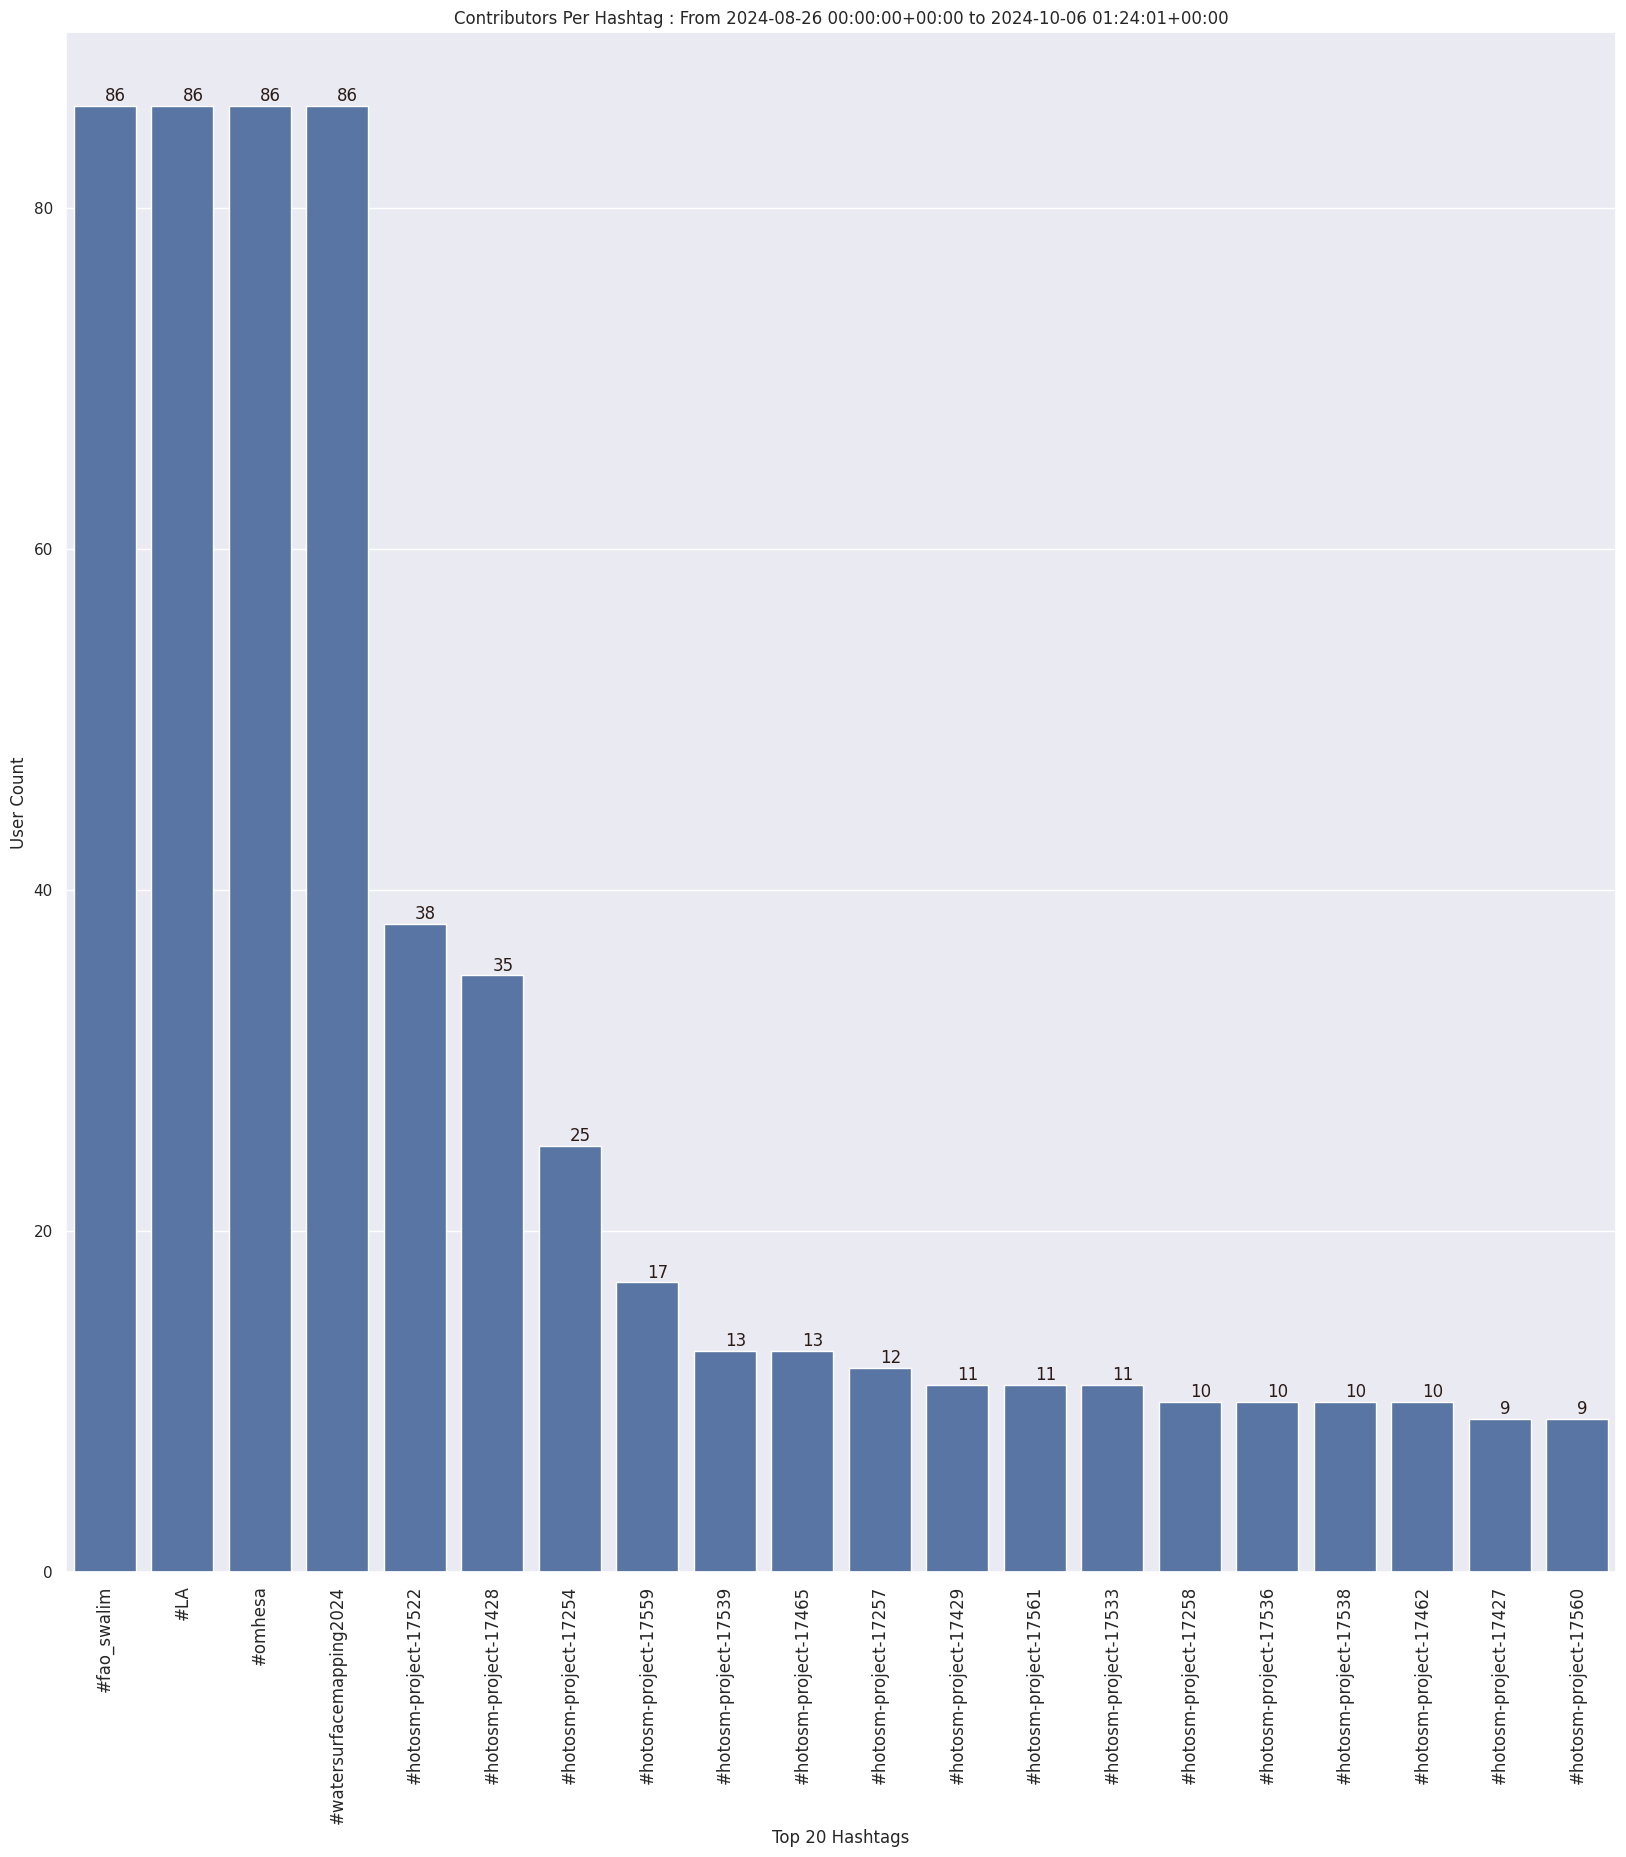 Contributors Per Hashtag : From 2024-08-26 00:00:00+00:00 to 2024-10-06 01:24:01+00:00
User Count
80
60
40
20
0
86
86
86
86
38
35
25
17
13
13
12
11
11
11
10
10
10
10
9
9
#fao_swalim
#LA
#omhesa
#watersurfacemapping2024
#hotosm-project-17522
#hotosm-project-17428
#hotosm-project-17254
#hotosm-project-17559
#hotosm-project-17539
#hotosm-project-17465
#hotosm-project-17257
#hotosm-project-17429
#hotosm-project-17561
#hotosm-project-17533
#hotosm-project-17258
#hotosm-project-17536
#hotosm-project-17538
#hotosm-project-17462
#hotosm-project-17427
#hotosm-project-17560
Top 20 Hashtags